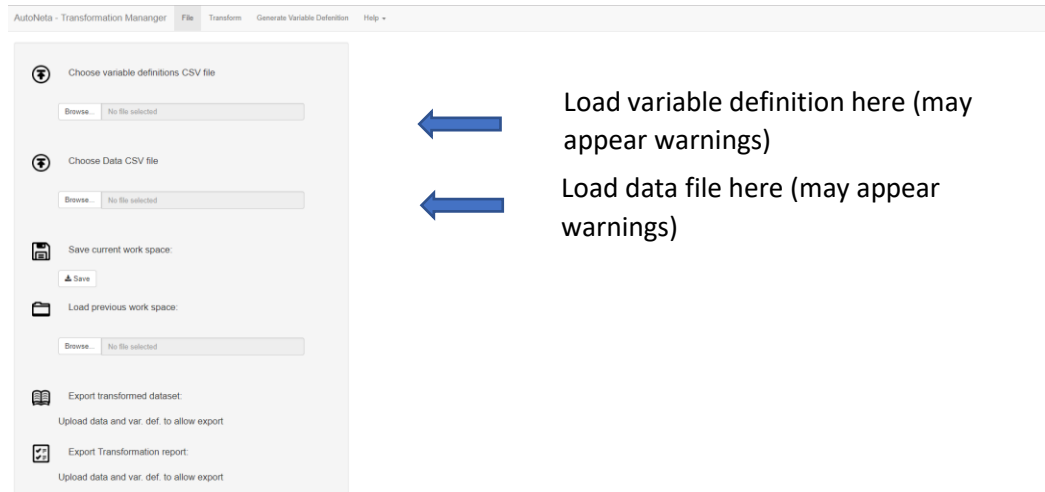 AutoNeta - Transformation Mananger File Transform Generate Variable Defenition Help
Choose variable definitions CSV file
Browse... No file selected
Load variable definition here (may
appear warnings)
Choose Data CSV file
Browse... No file selected
Load data file here (may appear
warnings)
Save current work space:
Save
Load previous work space:
Browse... No file selected
Export transformed dataset:
Upload data and var. def. to allow export
Export Transformation report:
Upload data and var. def. to allow export